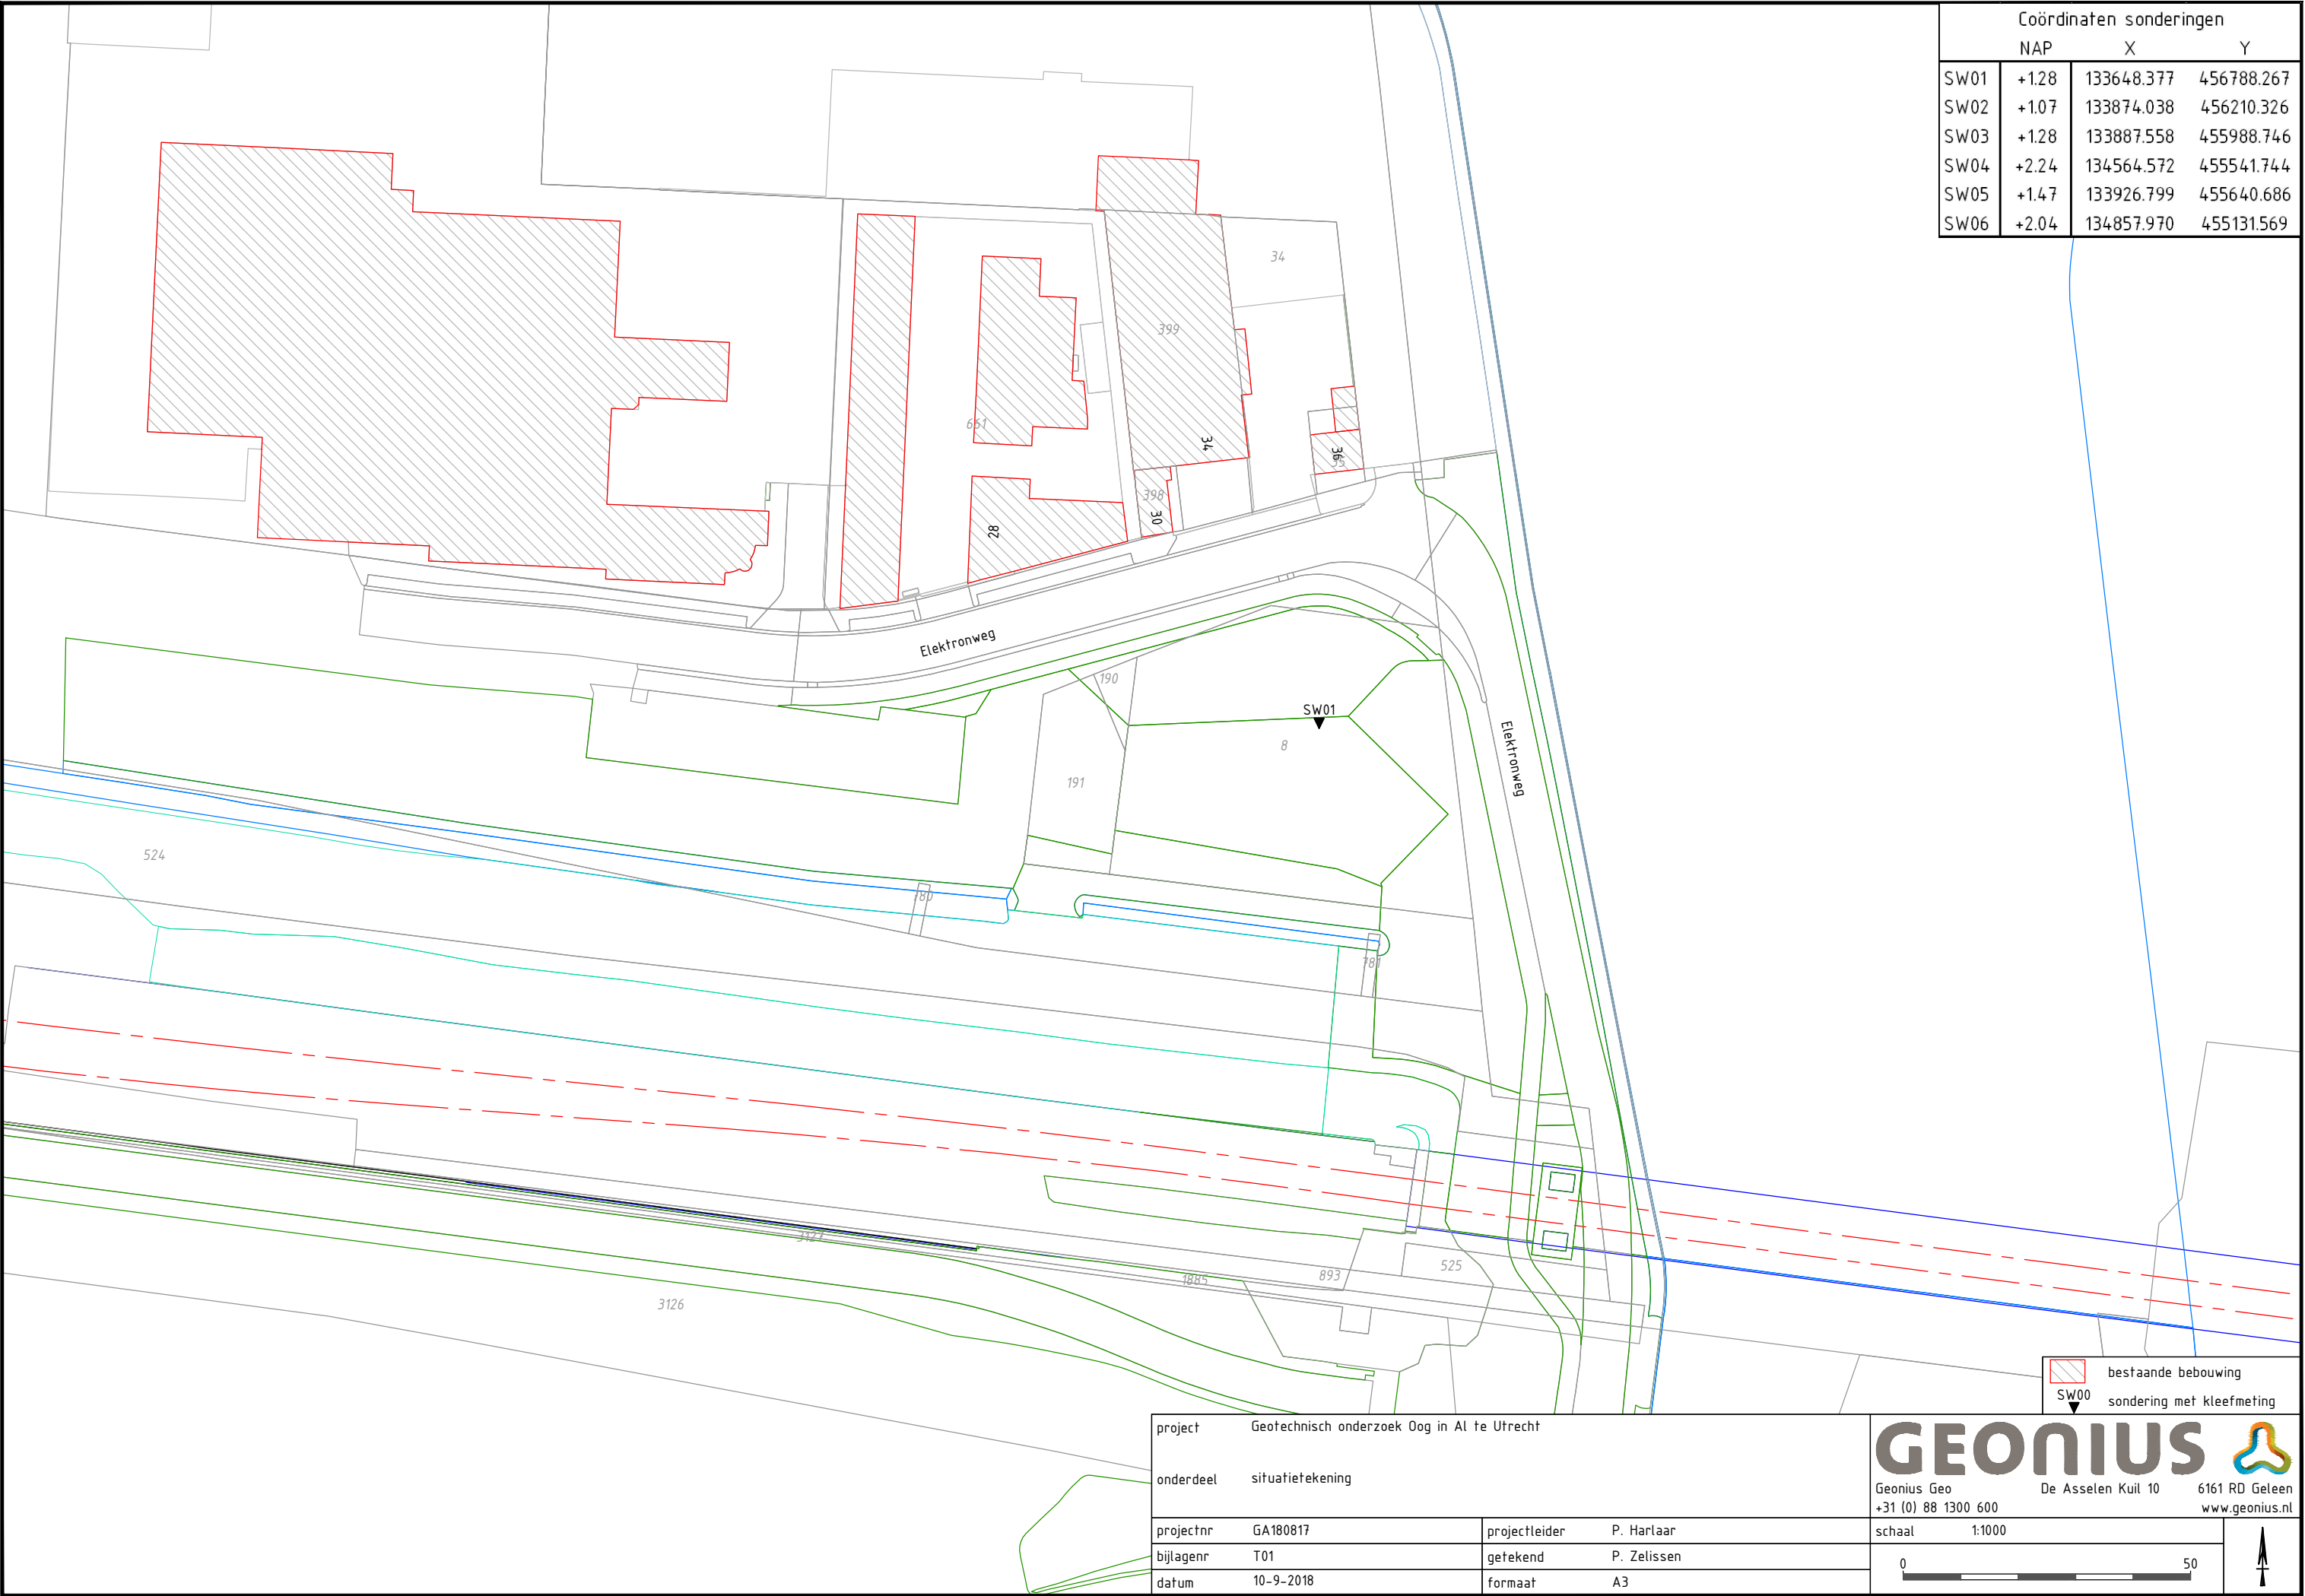 Coördinaten sonderingen
NAP X Y
SW01 +1.28 133648.377 456788.267
SW02 +1.07 133874.038 456210.326
SW03 +1.28 133887.558 455988.746
SW04 +2.24 134564.572 455541.744
SW05 +1.47 133926.799 455640.686
SW06 +2.04 134857.970 455131.569
34
399
661
34
36
35
398
30
28
Elektronweg
190
SW01
8
Elektronweg
191
524
780
781
3127
893
525
1885
3126
bestaande bebouwing
SW00
sondering met kleefmeting
project Geotechnisch onderzoek Oog in Al te Utrecht
onderdeel situatietekening
GEONIUS
Geonius Geo De Asselen Kuil 10 6161 RD Geleen
+31 (0) 88 1300 600 www.geonius.nl
projectnr GA180817 projectleider P. Harlaar
schaal 1:1000
bijlagenr T01 getekend P. Zelissen
0 50
datum 10-9-2018 formaat A3